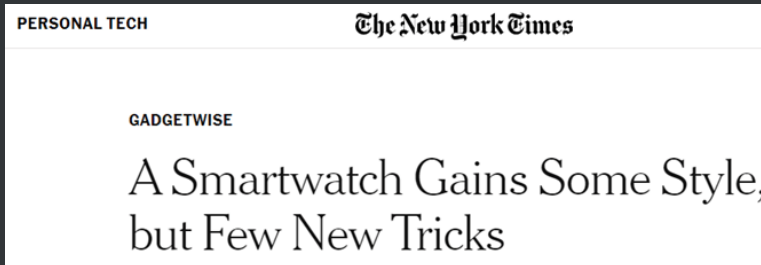 PERSONAL TECH The New York Times
GADGETWISE
A Smartwatch Gains Some Style,
but Few New Tricks